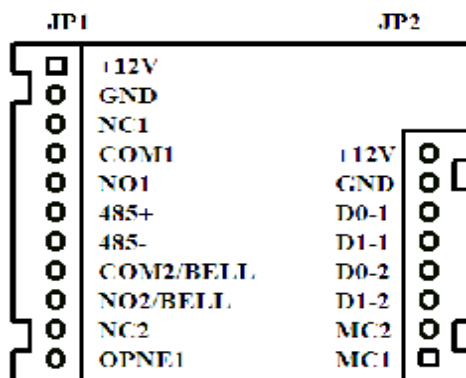 JP1 JP2
+12V
GND
NC1
COM1 +12V
NO1 GND
485+ D0-1
485- D1-1
COM2/BELL D0-2
NO2/BELL D1-2
NC2 MC2
OPNE1 MC1